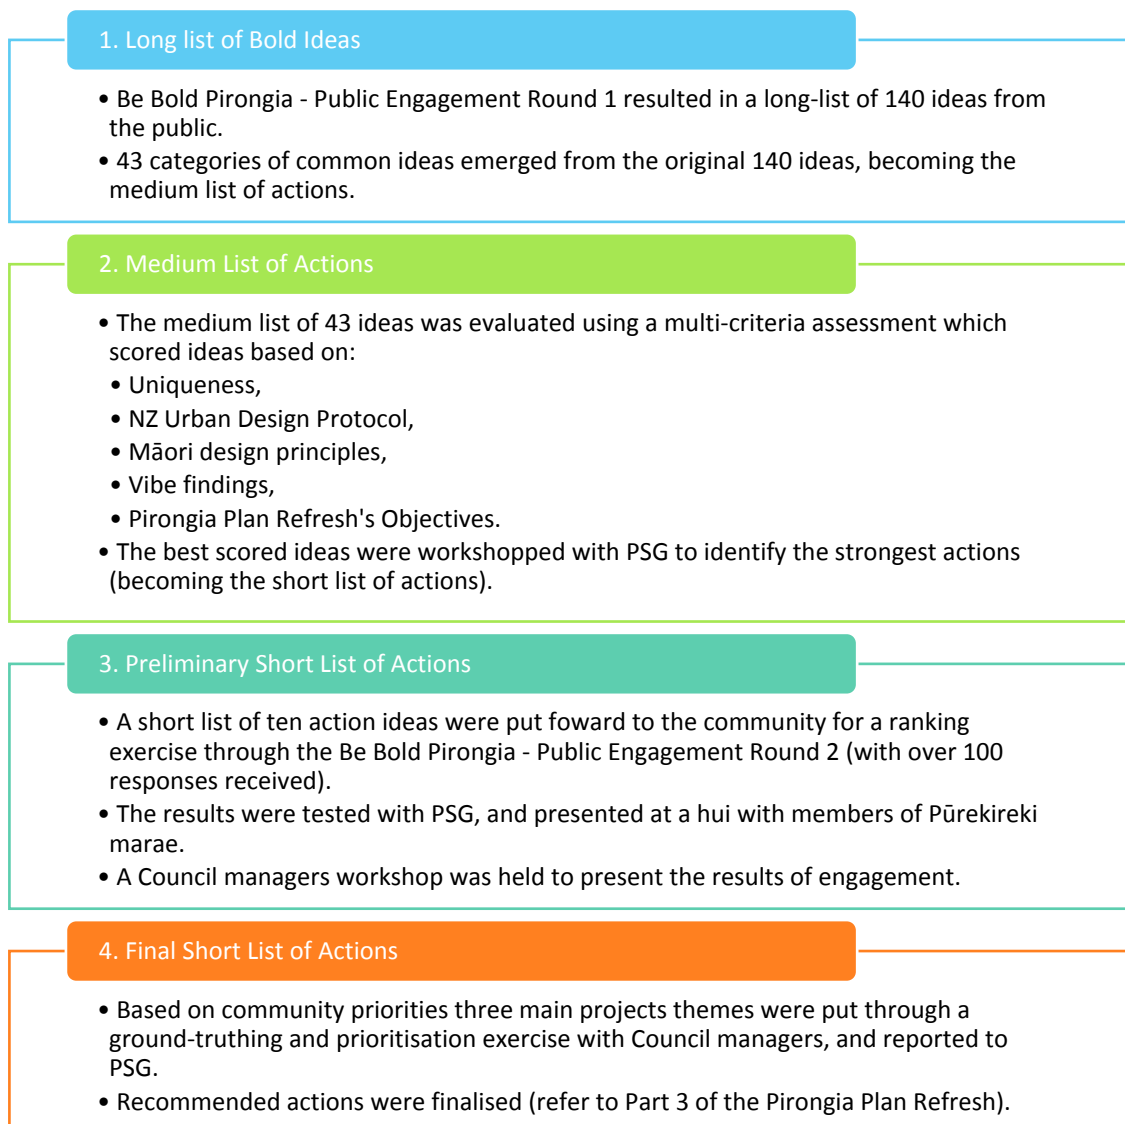 1. Long list of Bold Ideas
• Be Bold Pirongia - Public Engagement Round 1 resulted in a long-list of 140 ideas from
the public.
• 43 categories of common ideas emerged from the original 140 ideas, becoming the
medium list of actions.
2. Medium List of Actions
• The medium list of 43 ideas was evaluated using a multi-criteria assessment which
scored ideas based on:
• Uniqueness,
• NZ Urban Design Protocol,
• Māori design principles,
• Vibe findings,
• Pirongia Plan Refresh's Objectives.
• The best scored ideas were workshopped with PSG to identify the strongest actions
(becoming the short list of actions).
3. Preliminary Short List of Actions
• A short list of ten action ideas were put foward to the community for a ranking
exercise through the Be Bold Pirongia - Public Engagement Round 2 (with over 100
responses received).
• The results were tested with PSG, and presented at a hui with members of Pūrekireki
marae.
• A Council managers workshop was held to present the results of engagement.
4. Final Short List of Actions
• Based on community priorities three main projects themes were put through a
ground-truthing and prioritisation exercise with Council managers, and reported to
PSG.
• Recommended actions were finalised (refer to Part 3 of the Pirongia Plan Refresh).